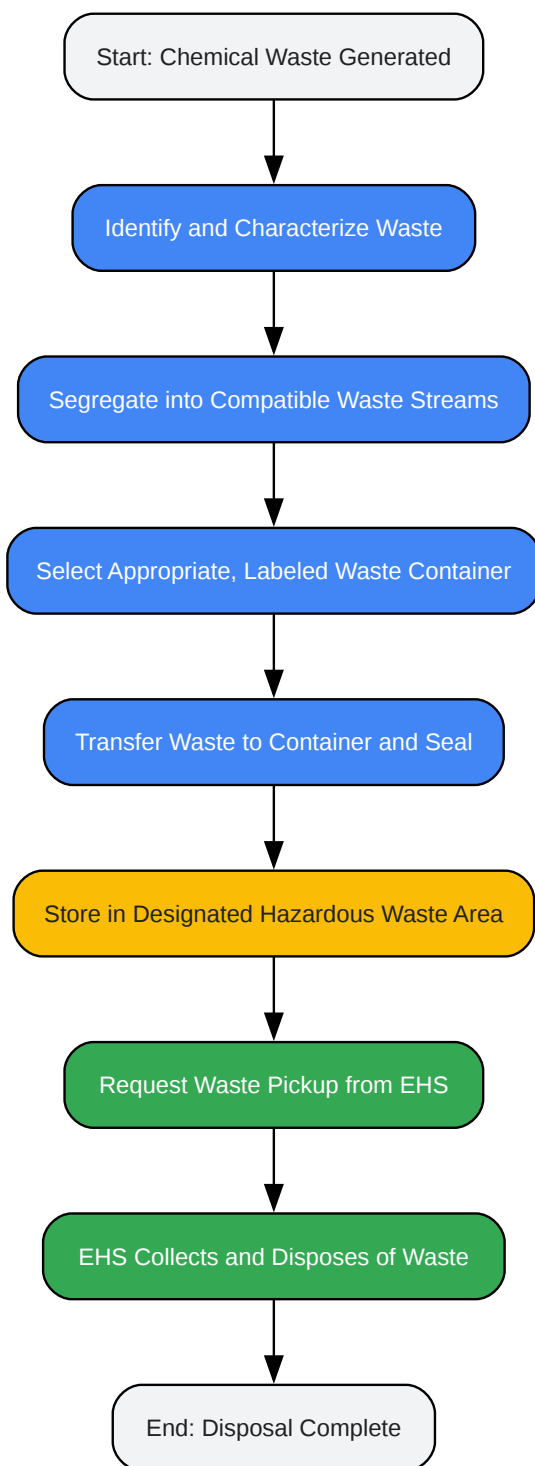 Start: Chemical Waste Generated
Identify and Characterize Waste
Segregate into Compatible Waste Streams
Select Appropriate, Labeled Waste Container
Transfer Waste to Container and Seal
Store in Designated Hazardous Waste Area
Request Waste Pickup from EHS
EHS Collects and Disposes of Waste
End: Disposal Complete